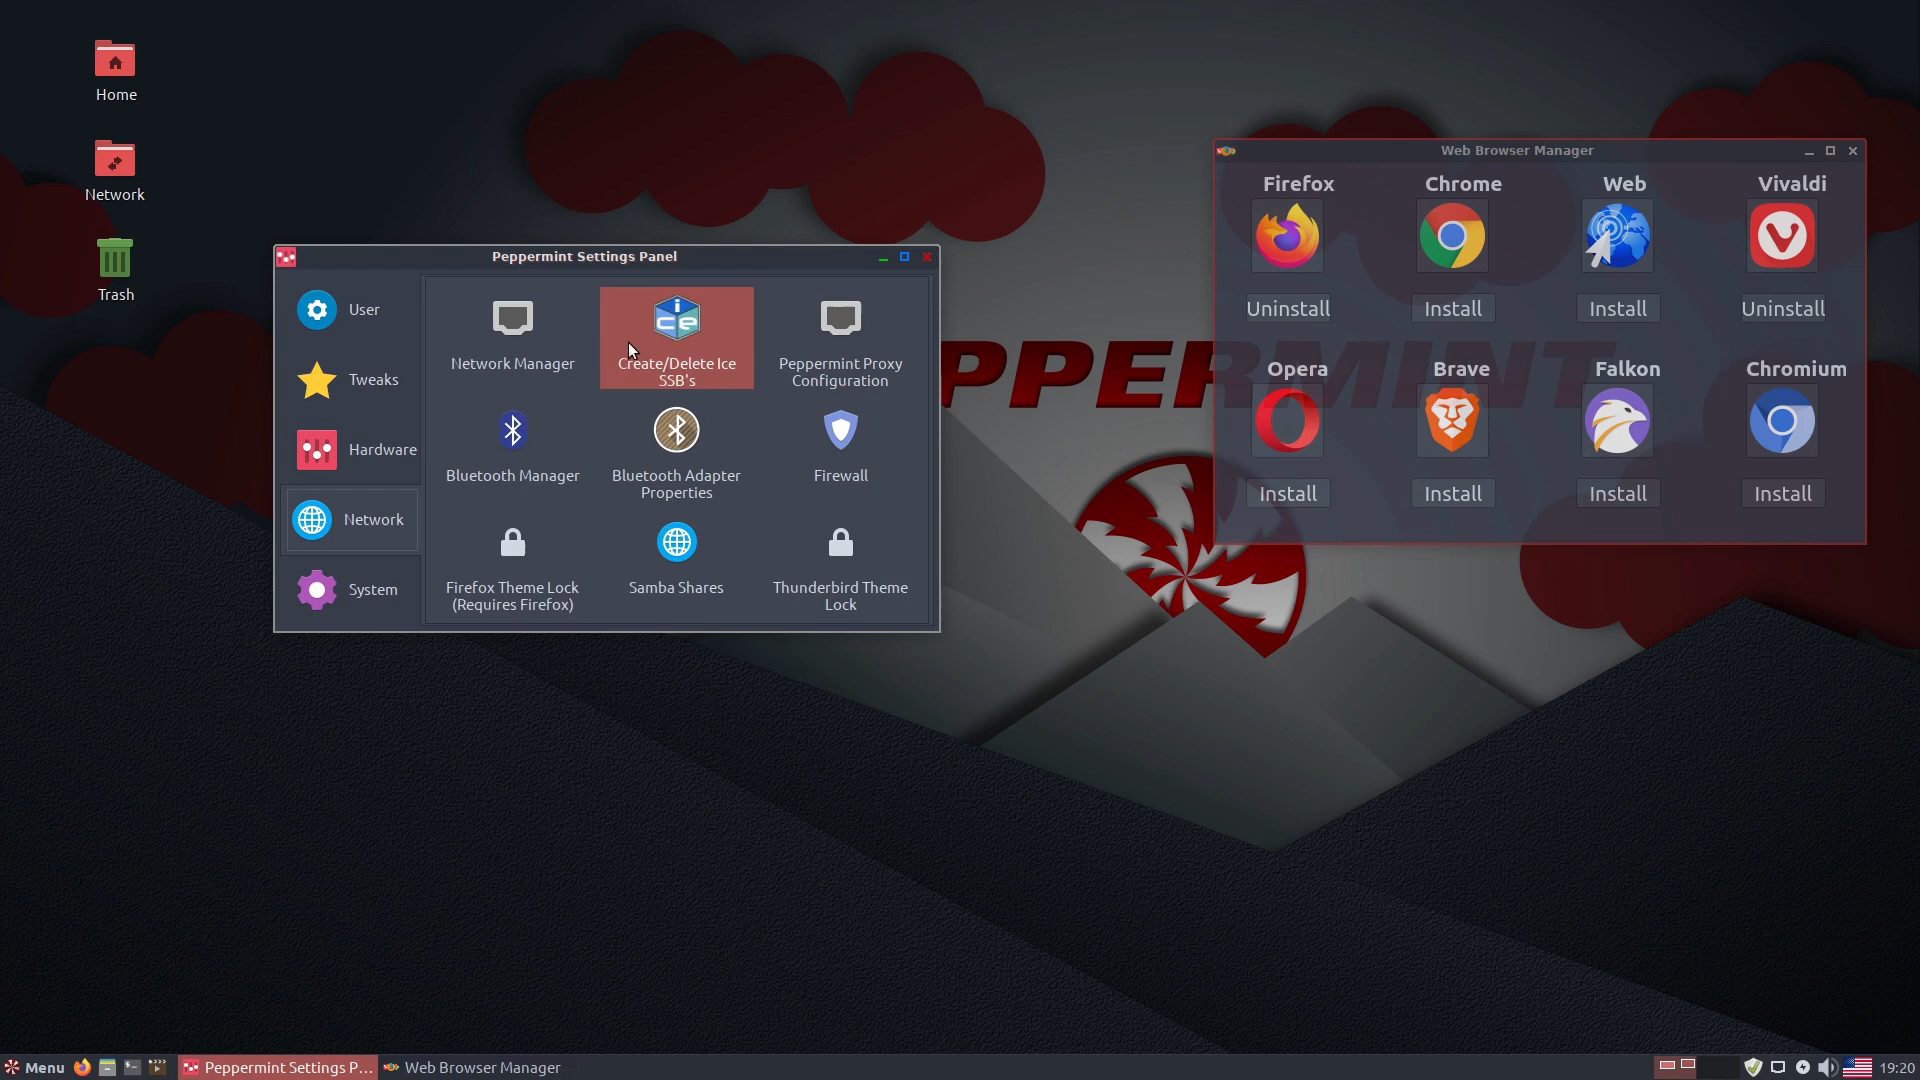 Home
Network
Trash
PPERMINT
Peppermint Settings Panel
User
Tweaks
Hardware
Network
System
Network Manager
ice
Create/Delete Ice
SSB's
Peppermint Proxy
Configuration
Bluetooth Manager
Bluetooth Adapter
Properties
Firewall
Firefox Theme Lock
(Requires Firefox)
Samba Shares
Thunderbird Theme
Lock
Web Browser Manager
Firefox
Chrome
Web
Vivaldi
Uninstall
Install
Install
Uninstall
Opera
Brave
Falkon
Chromium
Install
Install
Install
Install
Menu
Peppermint Settings P...
Web Browser Manager
19:20